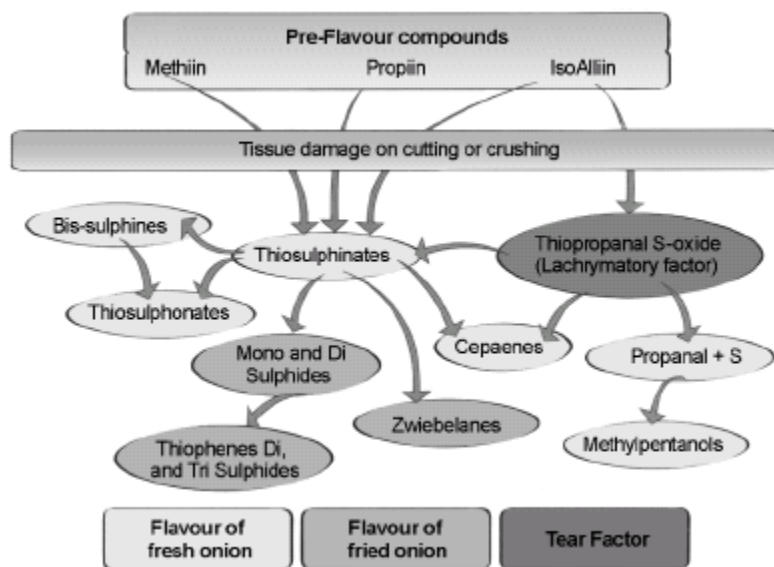 Pre-Flavour compounds
Methiin Propiin IsoAlliin
Tissue damage on cutting or crushing
Bis-sulphines
Thiosulphinates
Thiopropanal S-oxide
(Lachrymatory factor)
Thiosulphonates
Mono and Di
Sulphides
Cepaenes
Propanal + S
Zwiebelanes
Thiophenes Di,
and Tri Sulphides
Methylpentanols
Flavour of
fresh onion
Flavour of
fried onion
Tear Factor